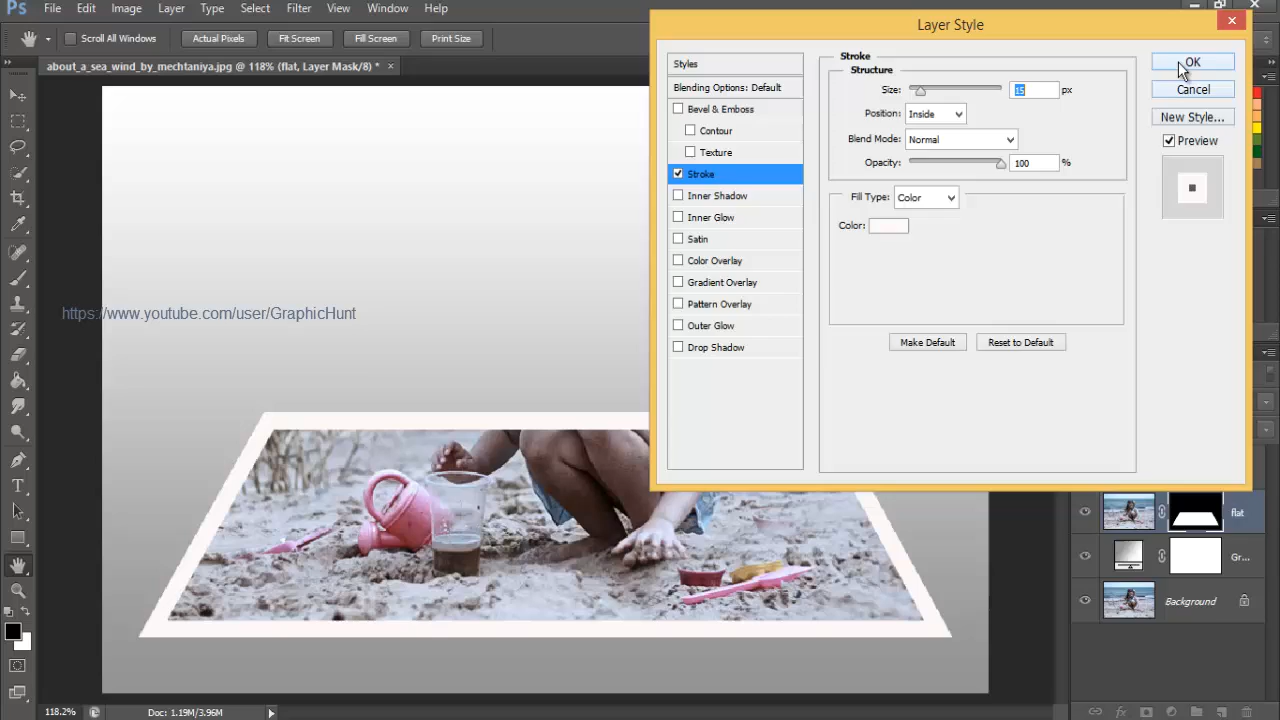 Ps File Edit Image Layer Type Select Filter View Window Help
Scroll All Windows Actual Pixels Fit Screen Fill Screen Print Size
about_a_sea_wind_by_mechtaniya.jpg @ 118% (flat, Layer Mask/8) *
Layer Style
Styles
Blending Options: Default
Bevel & Emboss
Contour
Texture
Stroke
Inner Shadow
Inner Glow
Satin
Color Overlay
Gradient Overlay
Pattern Overlay
Outer Glow
Drop Shadow
Stroke
Structure
Size: 15 px
Position: Inside
Blend Mode: Normal
Opacity: 100 %
Fill Type: Color
Color:
Make Default Reset to Default
OK
Cancel
New Style...
Preview
https://www.youtube.com/user/GraphicHunt
flat
Gr...
Background
118.2% Doc: 1.19M/3.96M